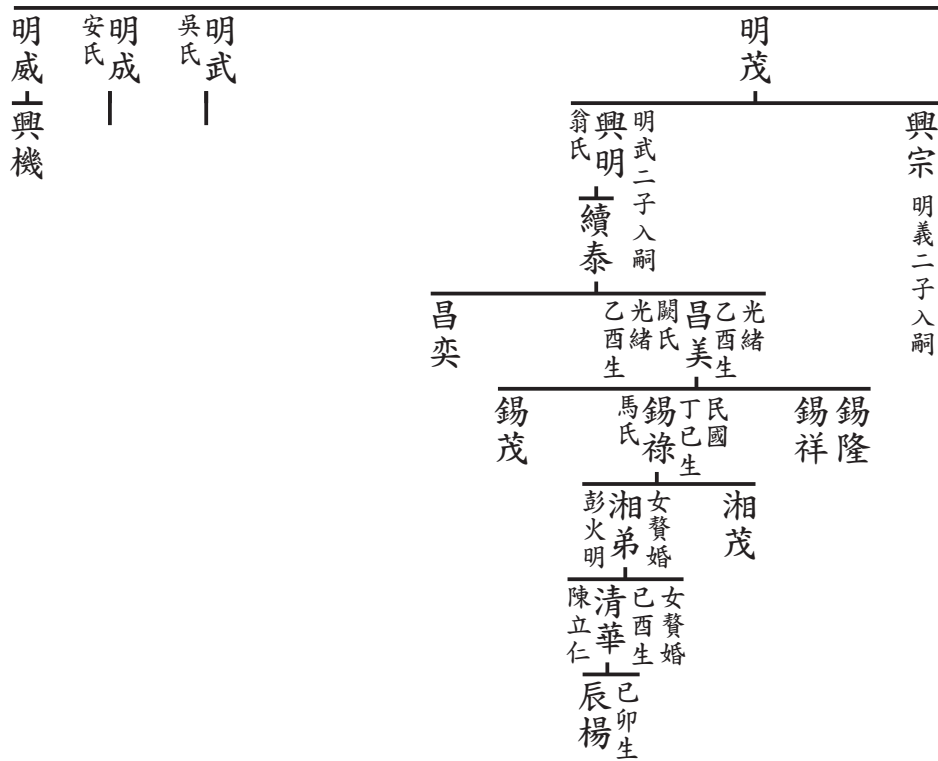 明茂
明武
吳氏
明成
安氏
明威
興宗
明義二子入嗣
明武二子入嗣
興明
翁氏
興機
續泰
光緒
乙酉生
昌美
闕氏
光緒
乙酉生
昌奕
錫隆
錫祥
民國
丁巳生
錫祿
馬氏
錫茂
湘茂
女贅婚
湘弟
彭火明
女贅婚
已酉生
清華
陳立仁
已卯生
辰楊